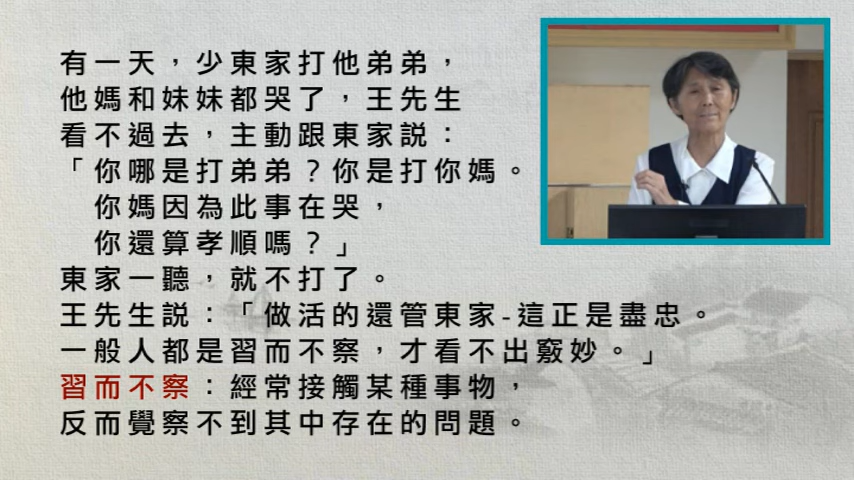 有一天，少東家打他弟弟，
他媽和妹妹都哭了，王先生
看不過去，主動跟東家說：
「你哪是打弟弟？你是打你媽。
你媽因為此事在哭，
你還算孝順嗎？」
東家一聽，就不打了。
王先生說：「做活的還管東家-這正是盡忠。
一般人都是習而不察，才看不出竅妙。」
習而不察：經常接觸某種事物，
反而覺察不到其中存在的問題。